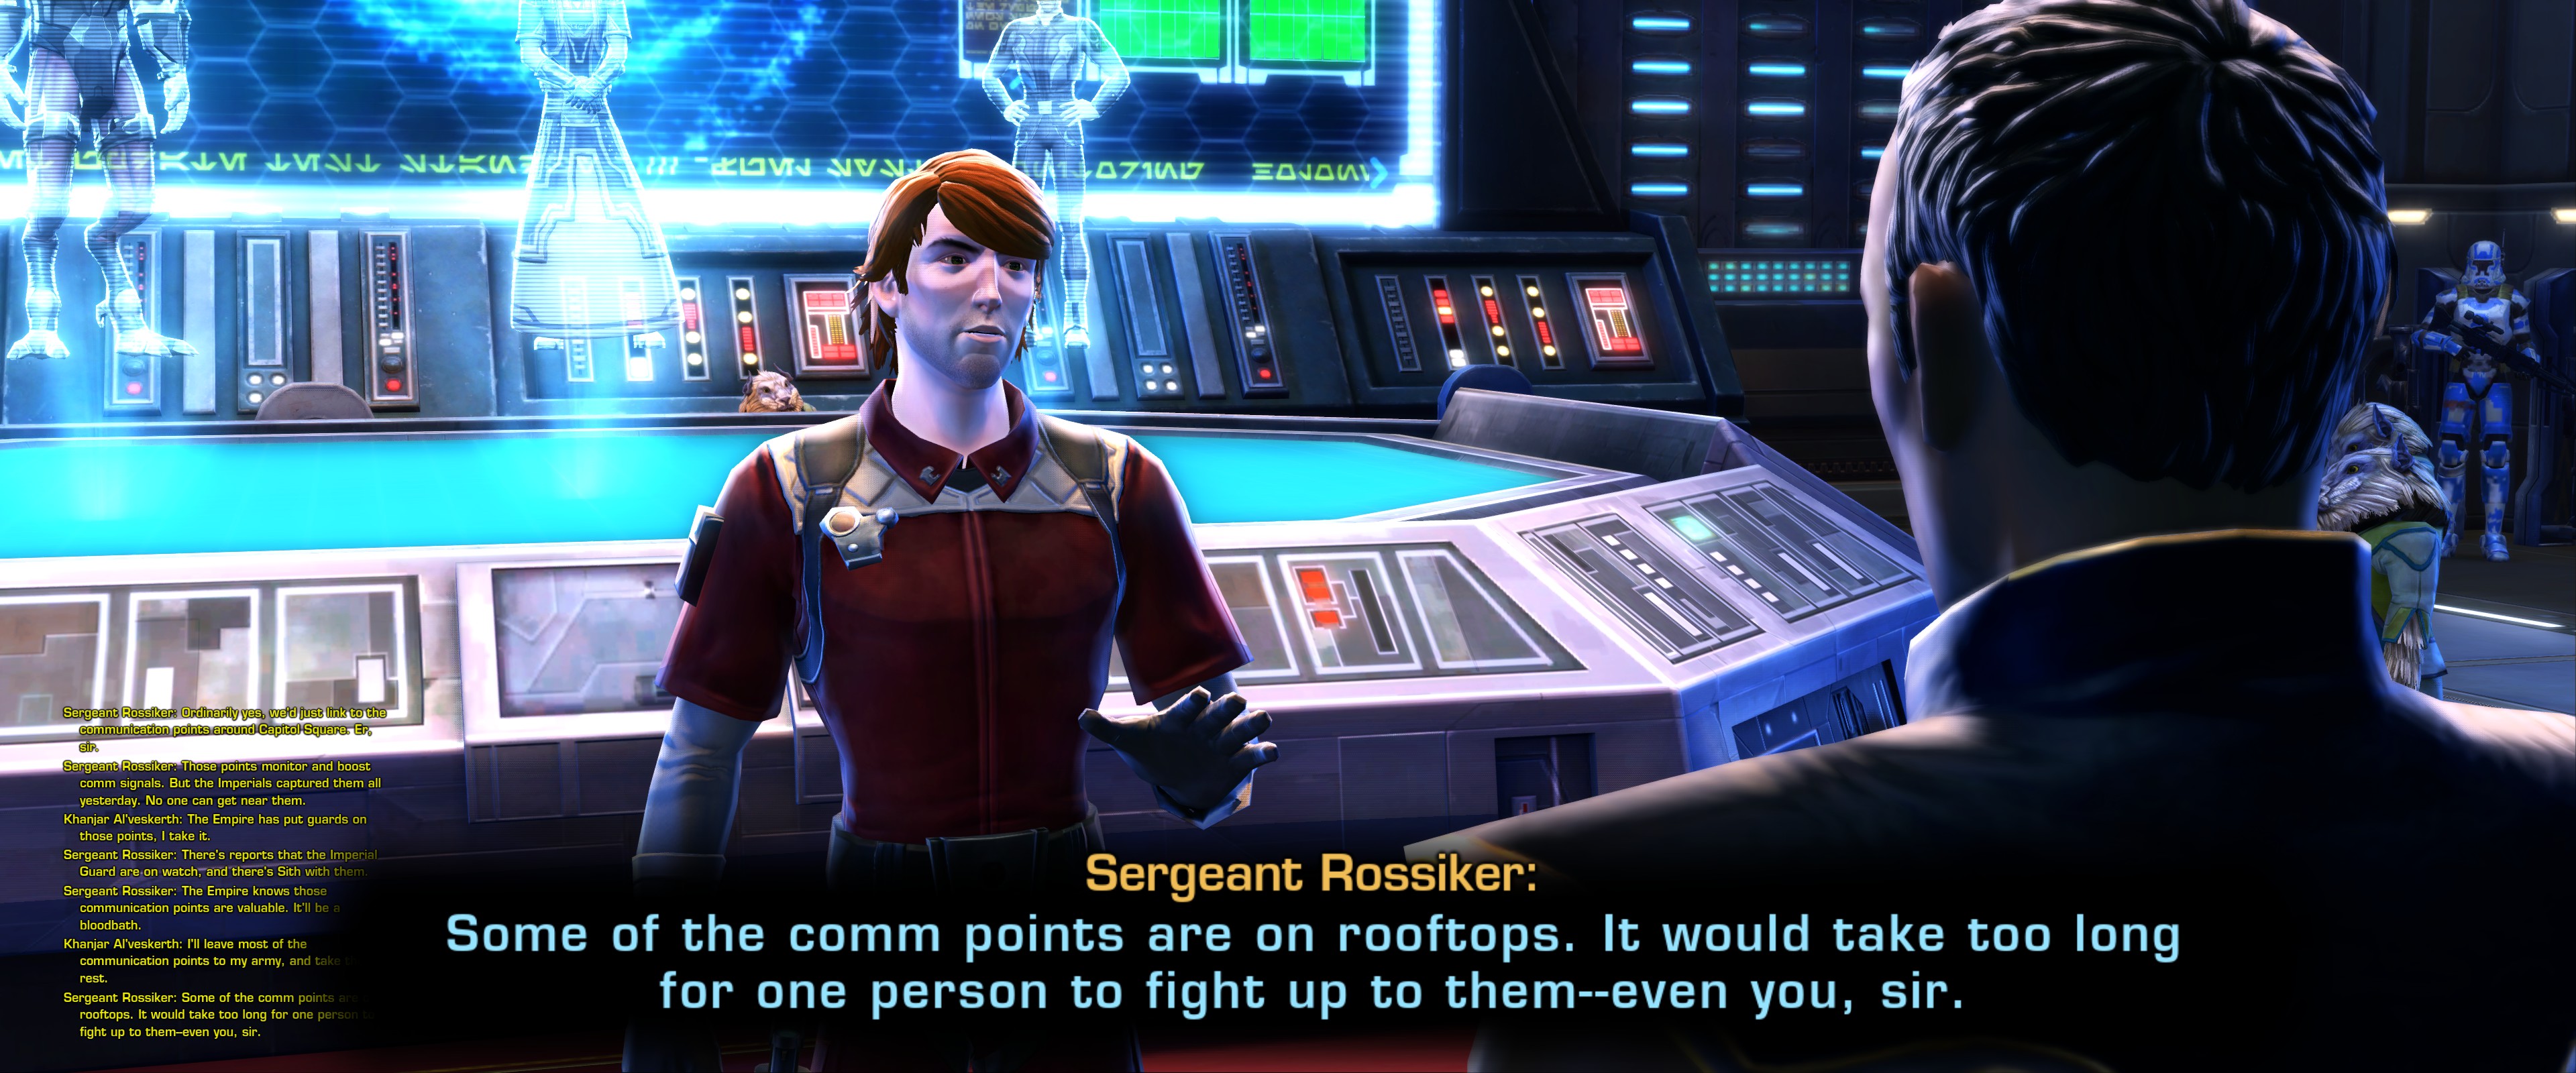 Sergeant Rossiker: Ordinarily yes, we'd just link to the
communication points around Capitol Square. Er,
sir.
Sergeant Rossiker: Those points monitor and boost
comm signals. But the Imperials captured them all
yesterday. No one can get near them.
Khanjar Al'veskerth: The Empire has put guards on
those points, I take it.
Sergeant Rossiker: There's reports that the Imperial
Guard are on watch, and there's Sith with them.
Sergeant Rossiker: The Empire knows those
communication points are valuable. It'll be a
bloodbath.
Khanjar Al'veskerth: I'll leave most of the
communication points to my army, and take the
rest.
Sergeant Rossiker: Some of the comm points are
rooftops. It would take too long for one person to
fight up to them--even you, sir.
Sergeant Rossiker:
Some of the comm points are on rooftops. It would take too long
for one person to fight up to them--even you, sir.